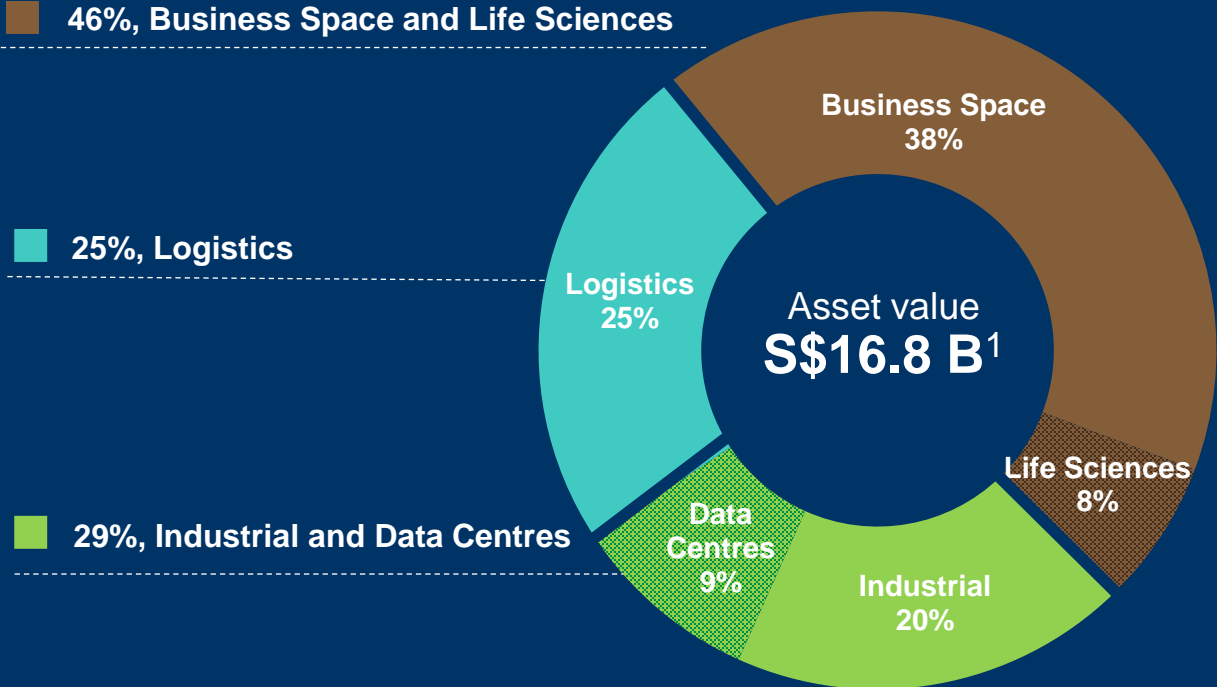 46%, Business Space and Life Sciences
Business Space
38%
25%, Logistics
Logistics
25%
Asset value
S$16.8 B¹
Life Sciences
8%
29%, Industrial and Data Centres
Data
Centres
9%
Industrial
20%